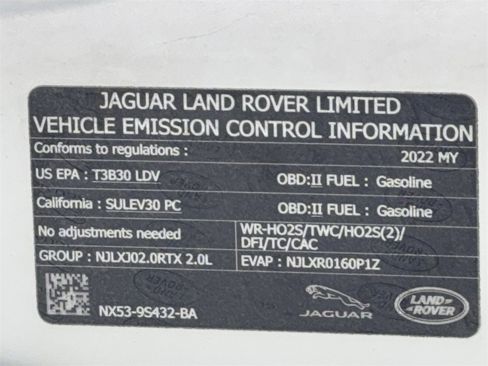 JAGUAR LAND ROVER LIMITED
VEHICLE EMISSION CONTROL INFORMATION
Conforms to regulations : 2022 MY
US EPA : T3B30 LDV OBD:II FUEL : Gasoline
California : SULEV30 PC OBD:II FUEL : Gasoline
No adjustments needed WR-HO2S/TWC/HO2S(2)/
DFI/TC/CAC
GROUP : NJLXJ02.0RTX 2.0L EVAP : NJLXR0160P1Z
NX53-9S432-BA
JAGUAR
LAND-
ROVER